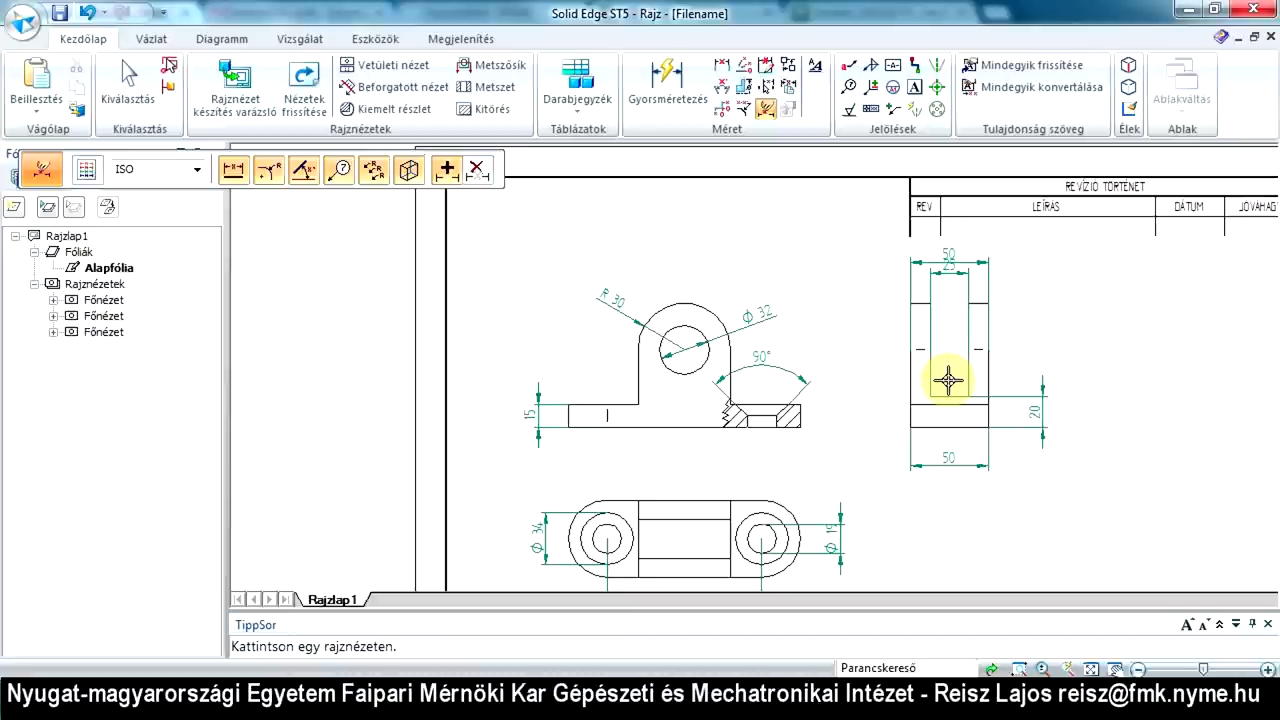 Solid Edge ST5 - Rajz - [Filename]
Kezdőlap Vázlat Diagramm Vizsgálat Eszközök Megjelenítés
Beillesztés
Vágólap
Kiválasztás
Kiválasztás
Rajznézet készítés varázsló
Nézetek frissítése
Vetületi nézet
Beforgatott nézet
Kiemelt részlet
Metszősík
Metszet
Kitörés
Rajznézetek
Darabjegyzék
Táblázatok
Gyorsméretezés
Méret
Jelölések
Mindegyik frissítése
Mindegyik konvertálása
Tulajdonság szöveg
Élek
Ablakváltás
Ablak
ISO
Rajzlap1
Fóliák
Alapfólia
Rajznézetek
Főnézet
Főnézet
Főnézet
REVÍZIÓ TÖRTÉNET
REV LEÍRÁS DÁTUM JÓVÁHAGY
50
25
R 30
Φ 32
90°
15
20
50
Φ 34
Φ 19
Rajzlap1
TippSor
Kattintson egy rajznézeten.
Parancskereső
Nyugat-magyarországi Egyetem Faipari Mérnöki Kar Gépészeti és Mechatronikai Intézet - Reisz Lajos reisz@fmk.nyme.hu